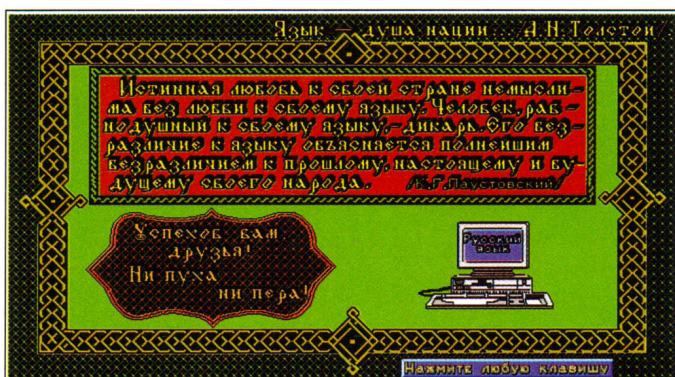 Язык — душа нации.../А.Н.Толстой/.
Истинная любовь к своей стране немысли-
ма без любви к своему языку. Человек, рав-
нодушный к своему языку,-дикарь. Его без-
различие к языку объясняется полнейшим
безразличием к прошлому, настоящему и бу-
дущему своего народа. /К.Г.Паустовский/
Успехов вам,
друзья!
Ни пуха
ни пера!
Русский
язык
Нажмите любую клавишу